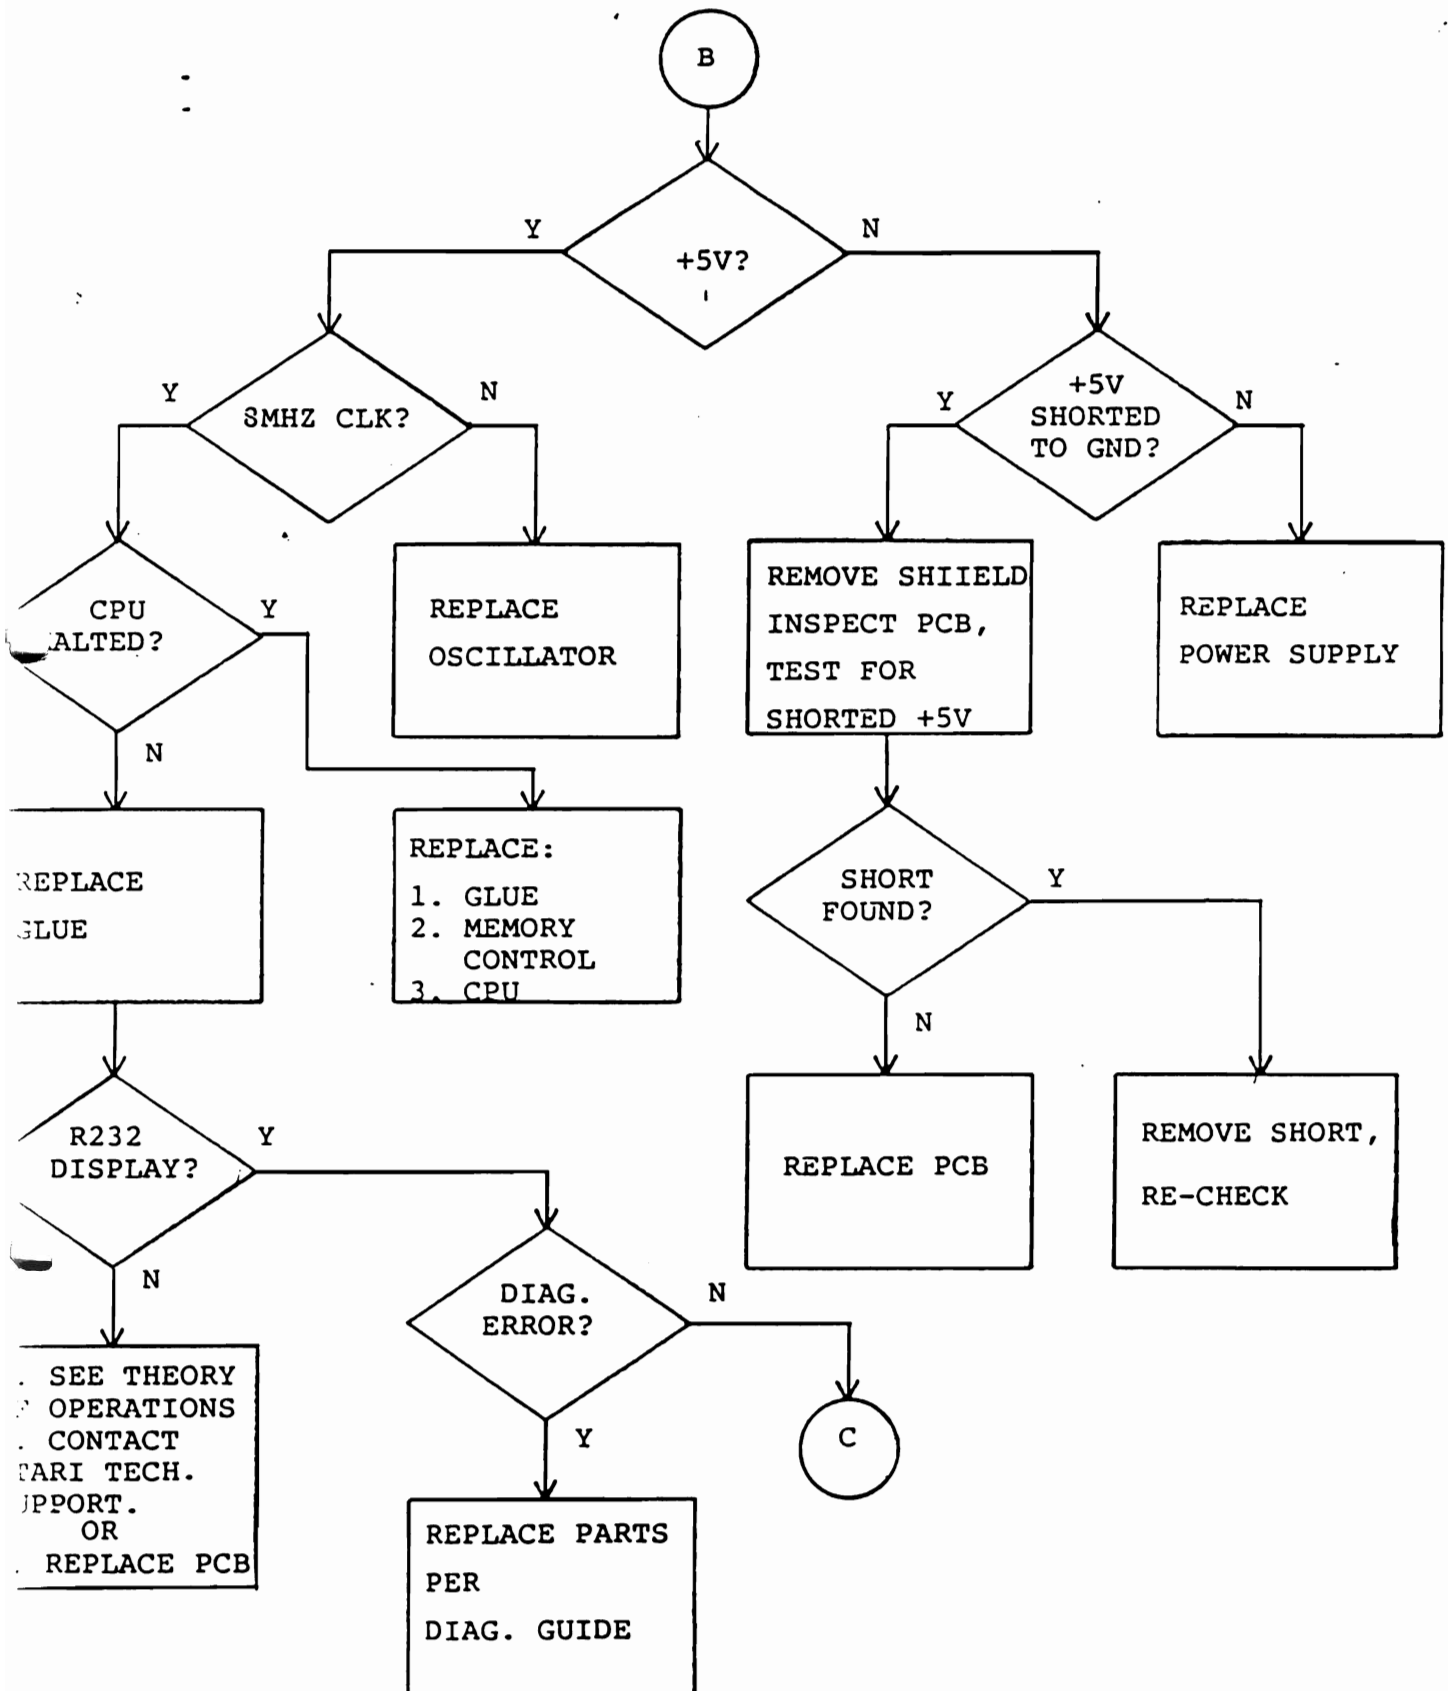 B
Y
N
+5V?
Y
8MHZ CLK?
N
Y
+5V
SHORTED
TO GND?
N
CPU
ALTED?
Y
N
REPLACE
OSCILLATOR
REMOVE SHIIELD
INSPECT PCB,
TEST FOR
SHORTED +5V
REPLACE
POWER SUPPLY
REPLACE
GLUE
REPLACE:
1. GLUE
2. MEMORY
CONTROL
3. CPU
SHORT
FOUND?
Y
N
R232
DISPLAY?
Y
N
REPLACE PCB
REMOVE SHORT,
RE-CHECK
DIAG.
ERROR?
N
Y
. SEE THEORY
OPERATIONS
. CONTACT
TARI TECH.
UPPORT.
OR
. REPLACE PCB
C
REPLACE PARTS
PER
DIAG. GUIDE